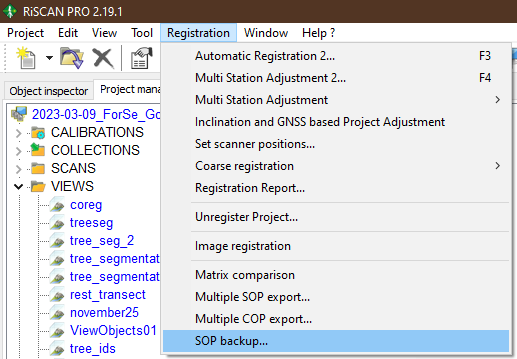 RiSCAN PRO 2.19.1
Project Edit View Tool Registration Window Help ?
Object inspector Project mana
2023-03-09_ForSe_Go
CALIBRATIONS
COLLECTIONS
SCANS
VIEWS
coreg
treeseg
tree_seg_2
tree_segmentat
tree_segmentat
rest_transect
november25
ViewObjects01
tree_ids
Automatic Registration 2... F3
Multi Station Adjustment 2... F4
Multi Station Adjustment
Inclination and GNSS based Project Adjustment
Set scanner positions...
Coarse registration
Registration Report...
Unregister Project...
Image registration
Matrix comparison
Multiple SOP export...
Multiple COP export...
SOP backup...